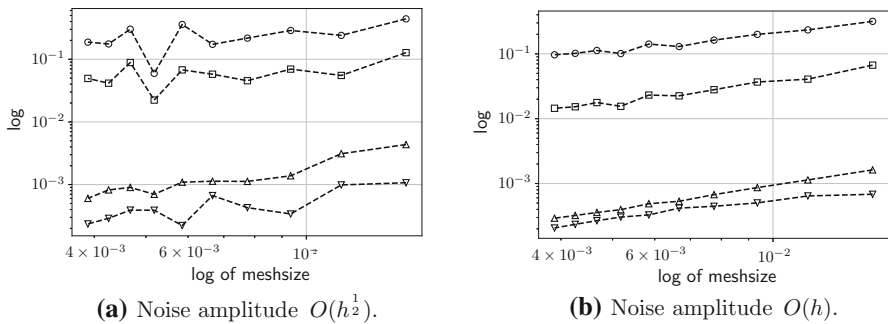 10⁻¹
10⁻²
10⁻³
log
4 × 10⁻³
6 × 10⁻³
log of meshsize
(a) Noise amplitude O(h^{1/2}).
10⁻¹
10⁻²
10⁻³
log
4 × 10⁻³
6 × 10⁻³
10⁻²
log of meshsize
(b) Noise amplitude O(h).